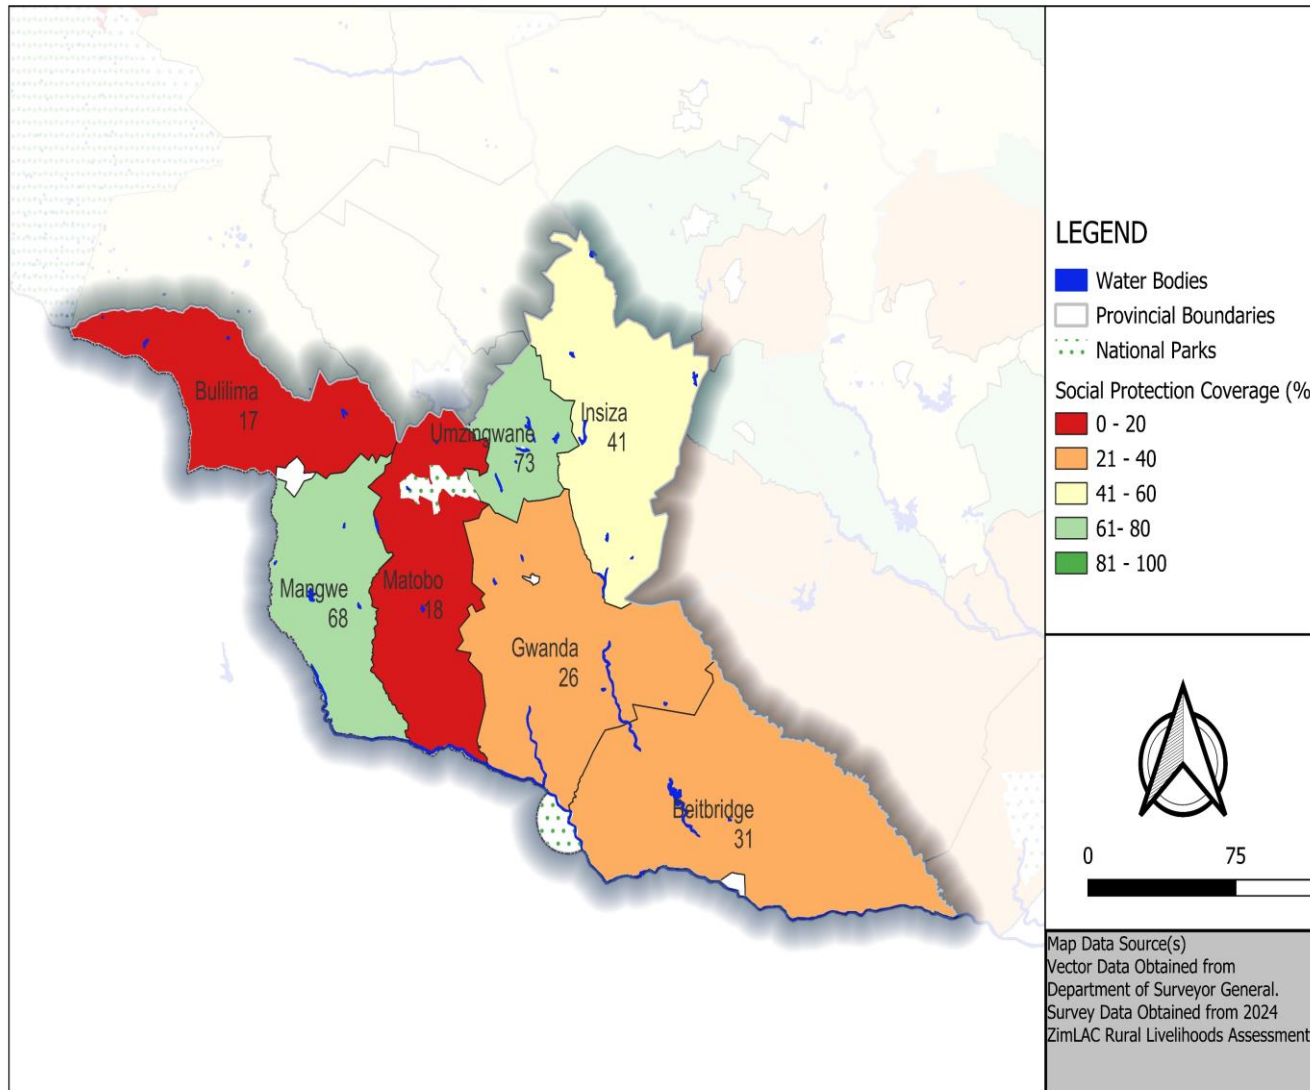 Bulilima
17
Umzingwane
73
Insiza
41
Mangwe
68
Matobo
18
Gwanda
26
Beitbridge
31
LEGEND
Water Bodies
Provincial Boundaries
National Parks
Social Protection Coverage (%
0 - 20
21 - 40
41 - 60
61- 80
81 - 100
0 75
Map Data Source(s)
Vector Data Obtained from
Department of Surveyor General.
Survey Data Obtained from 2024
ZimLAC Rural Livelihoods Assessment